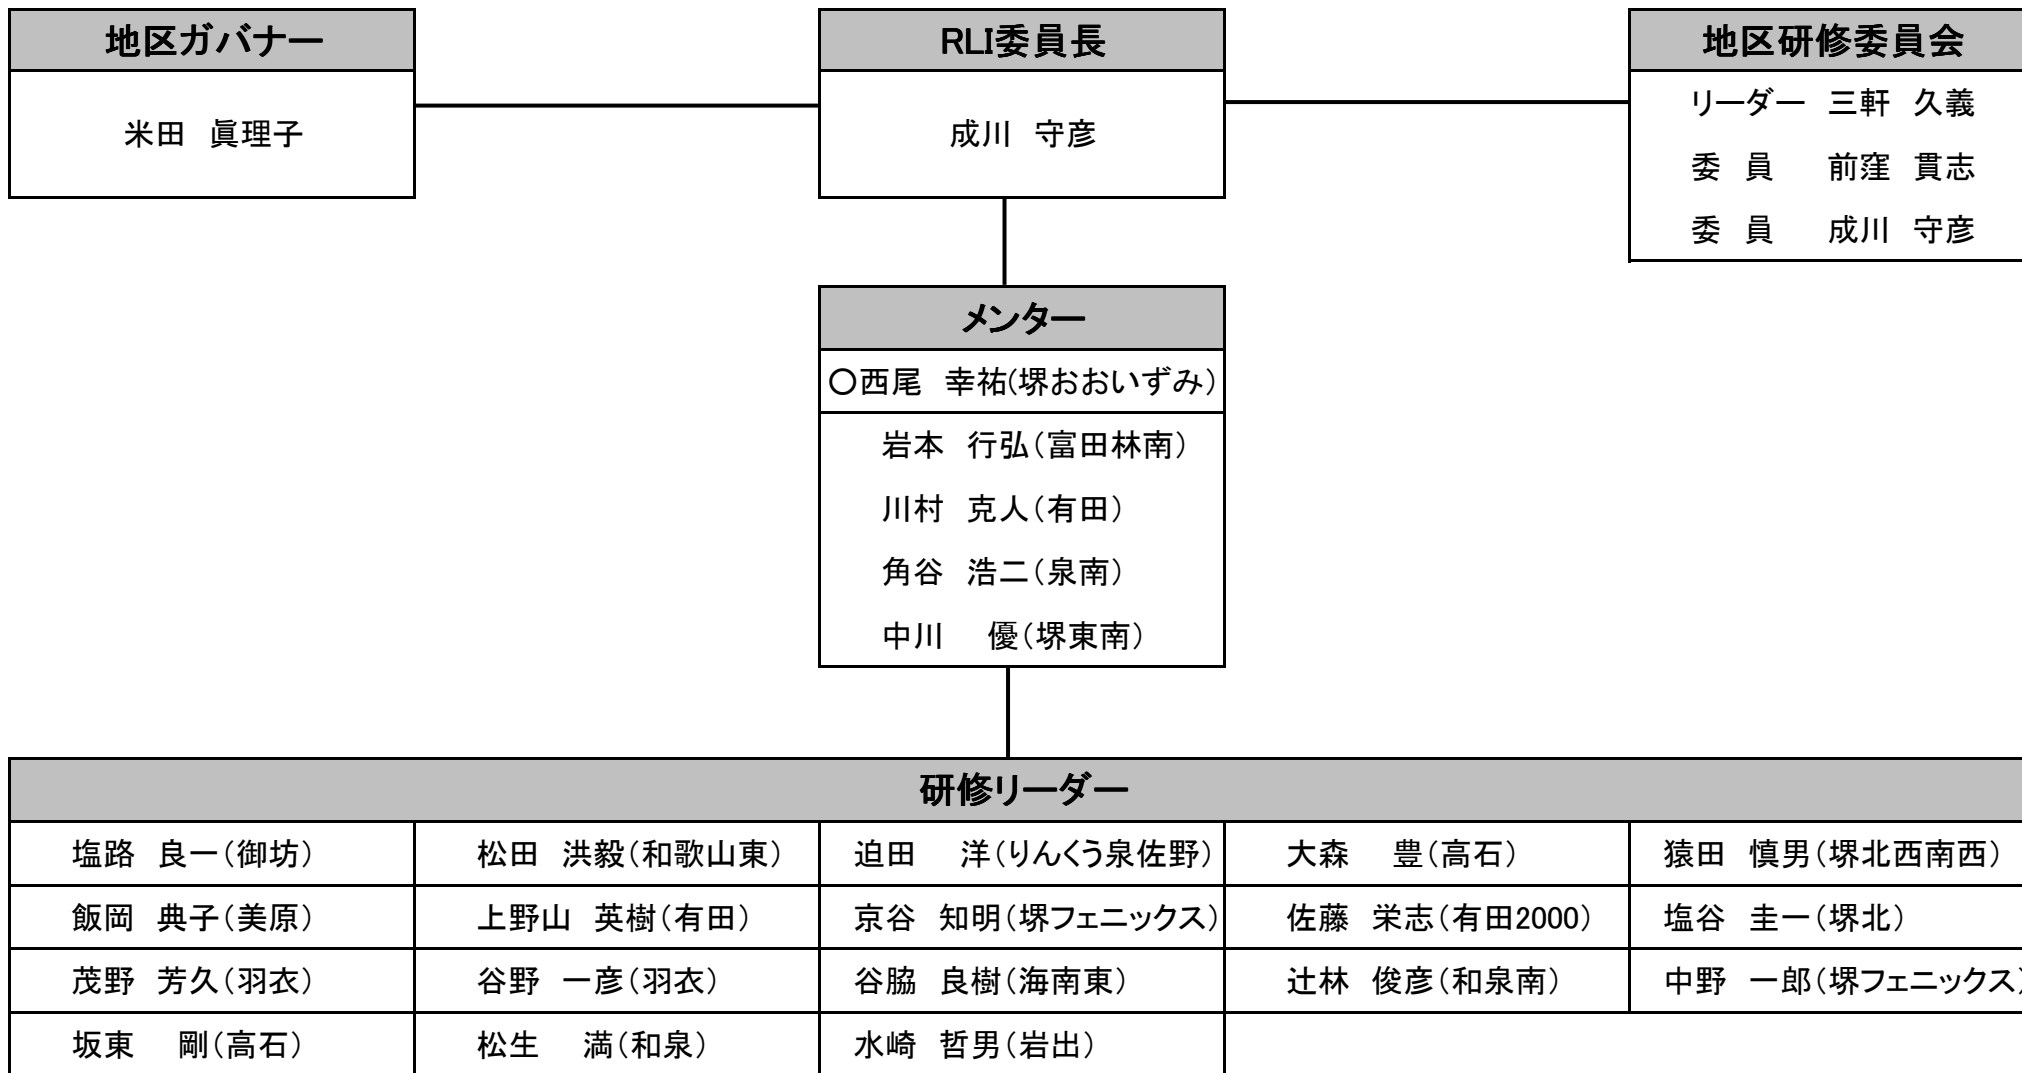 地区ガバナー
米田 眞理子
RLI委員長
成川 守彦
地区研修委員会
リーダー 三軒 久義
委 員 前窪 貫志
委 員 成川 守彦
メンター
○西尾 幸祐(堺おおいずみ)
岩本 行弘(富田林南)
川村 克人(有田)
角谷 浩二(泉南)
中川 優(堺東南)
研修リーダー
塩路 良一(御坊) 松田 洪毅(和歌山東) 迫田 洋(りんくう泉佐野) 大森 豊(高石) 猿田 慎男(堺北西南西)
飯岡 典子(美原) 上野山 英樹(有田) 京谷 知明(堺フェニックス) 佐藤 栄志(有田2000) 塩谷 圭一(堺北)
茂野 芳久(羽衣) 谷野 一彦(羽衣) 谷脇 良樹(海南東) 辻林 俊彦(和泉南) 中野 一郎(堺フェニックス)
坂東 剛(高石) 松生 満(和泉) 水崎 哲男(岩出)